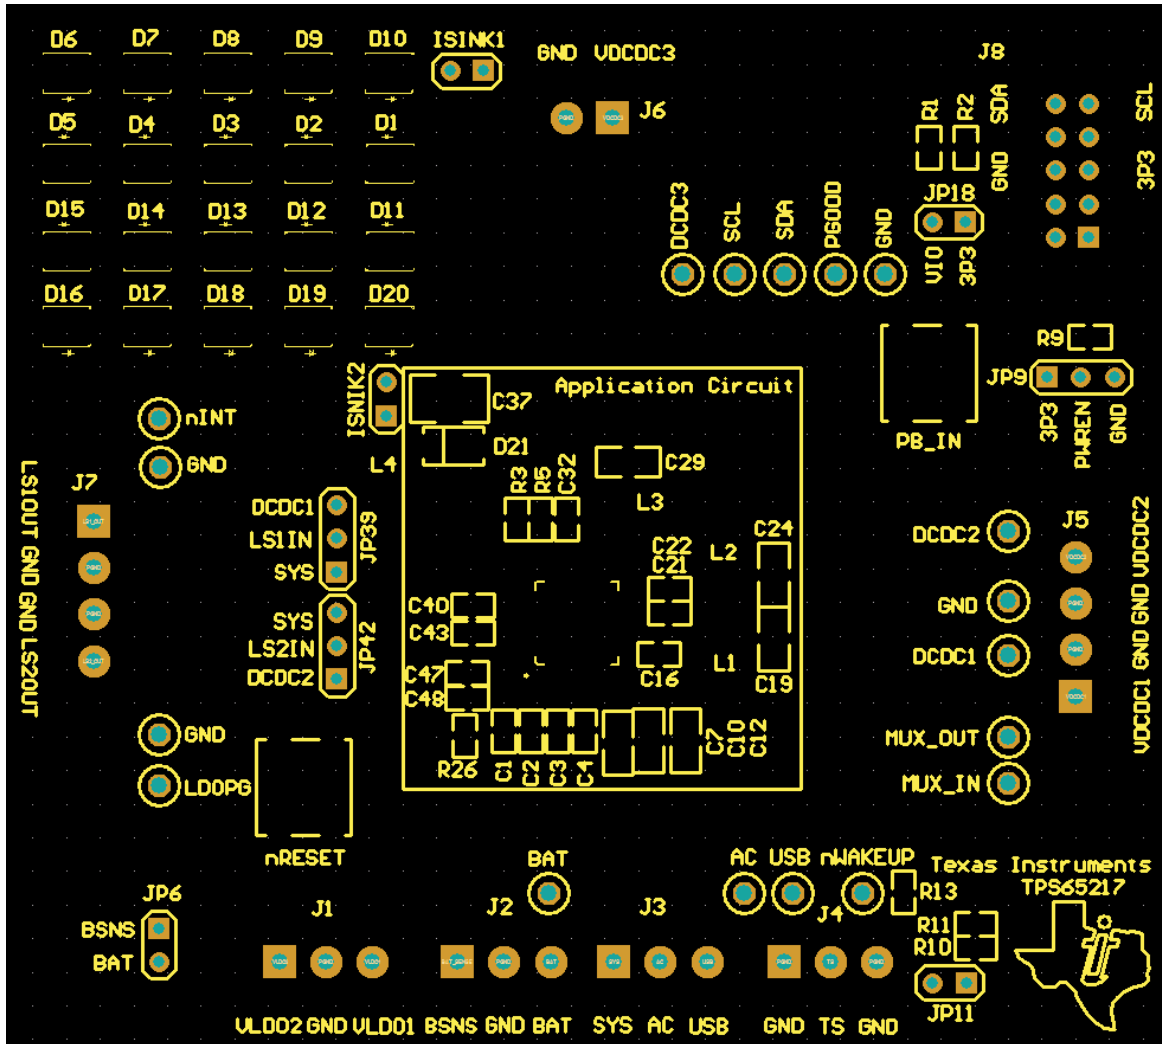 D6 D7 D8 D9 D10 ISINK1
GND VDCDC3
J8
D5 D4 D3 D2 D1
J6
R1 R2 SDA SCL
GND 3P3
JP18
D15 D14 D13 D12 D11
DCDC3 SCL SDA PGOOD GND
VIO 3P3
D16 D17 D18 D19 D20
R9
ISNIK2
Application Circuit
C37
JP9
3P3 PWREN GND
PB_IN
nINT
D21
GND
L4
C29
J7
LS1OUT GND GND LS2OUT
R3 R5 C32
L3
DCDC1
LS1IN
SYS
JP39
C24
C22
C21
L2
DCDC2
J5
VDCDC1 GND GND VDCDC2
GND
C40
C43
SYS
LS2IN
DCDC2
JP42
DCDC1
C47
C48
C16
L1
C19
GND
MUX_OUT
LDOPG
R26
C1 C2 C3 C4
C7 C10 C12
MUX_IN
nRESET
BAT
AC USB nWAKEUP
Texas Instruments
TPS65217
R13
JP6
J1 J2 J3 J4
BSNS
BAT
R11
R10
JP11
VLDO2 GND VLDO1 BSNS GND BAT SYS AC USB GND TS GND